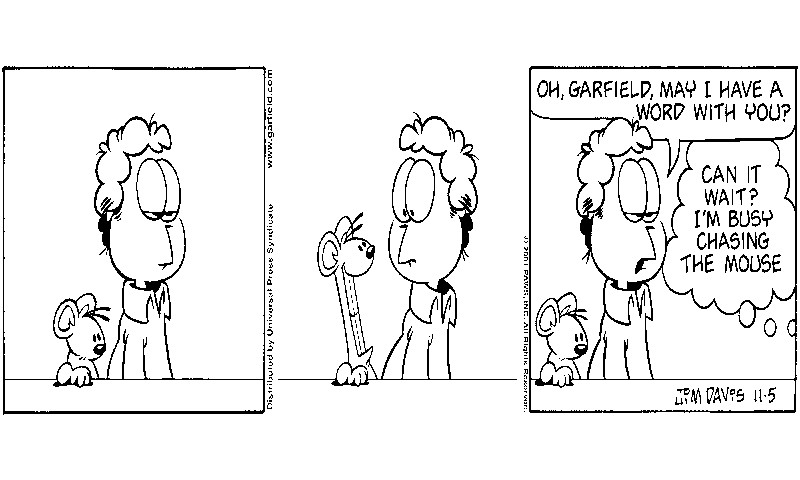 www.garfield.com
Distributed by Universal Press Syndicate
© 2001 PAWS, INC. All Rights Reserved.
OH, GARFIELD, MAY I HAVE A
WORD WITH YOU?
CAN IT
WAIT?
I'M BUSY
CHASING
THE MOUSE
JIM DAVIS 11-5